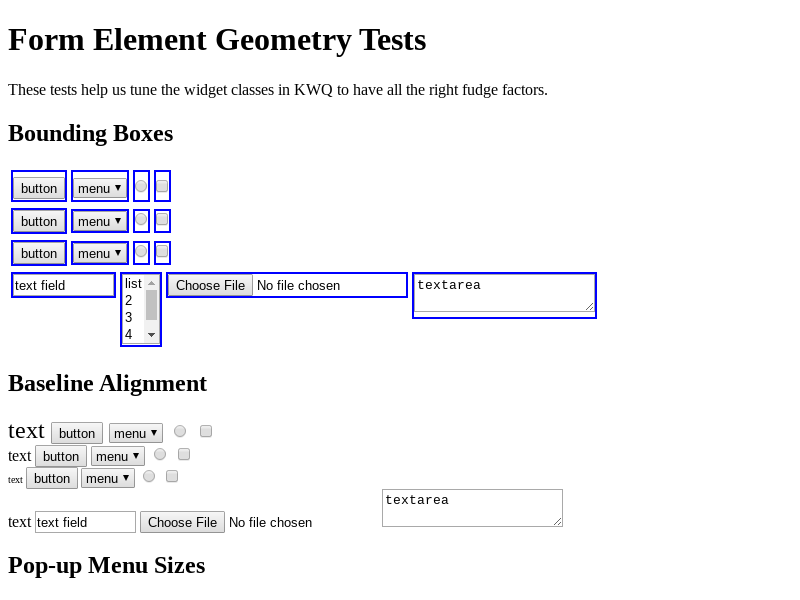 Form Element Geometry Tests
These tests help us tune the widget classes in KWQ to have all the right fudge factors.
Bounding Boxes
button menu
button menu
button menu
text field list Choose File No file chosen textarea
2
3
4
Baseline Alignment
text button menu
text button menu
text button menu
textarea
text text field Choose File No file chosen
Pop-up Menu Sizes